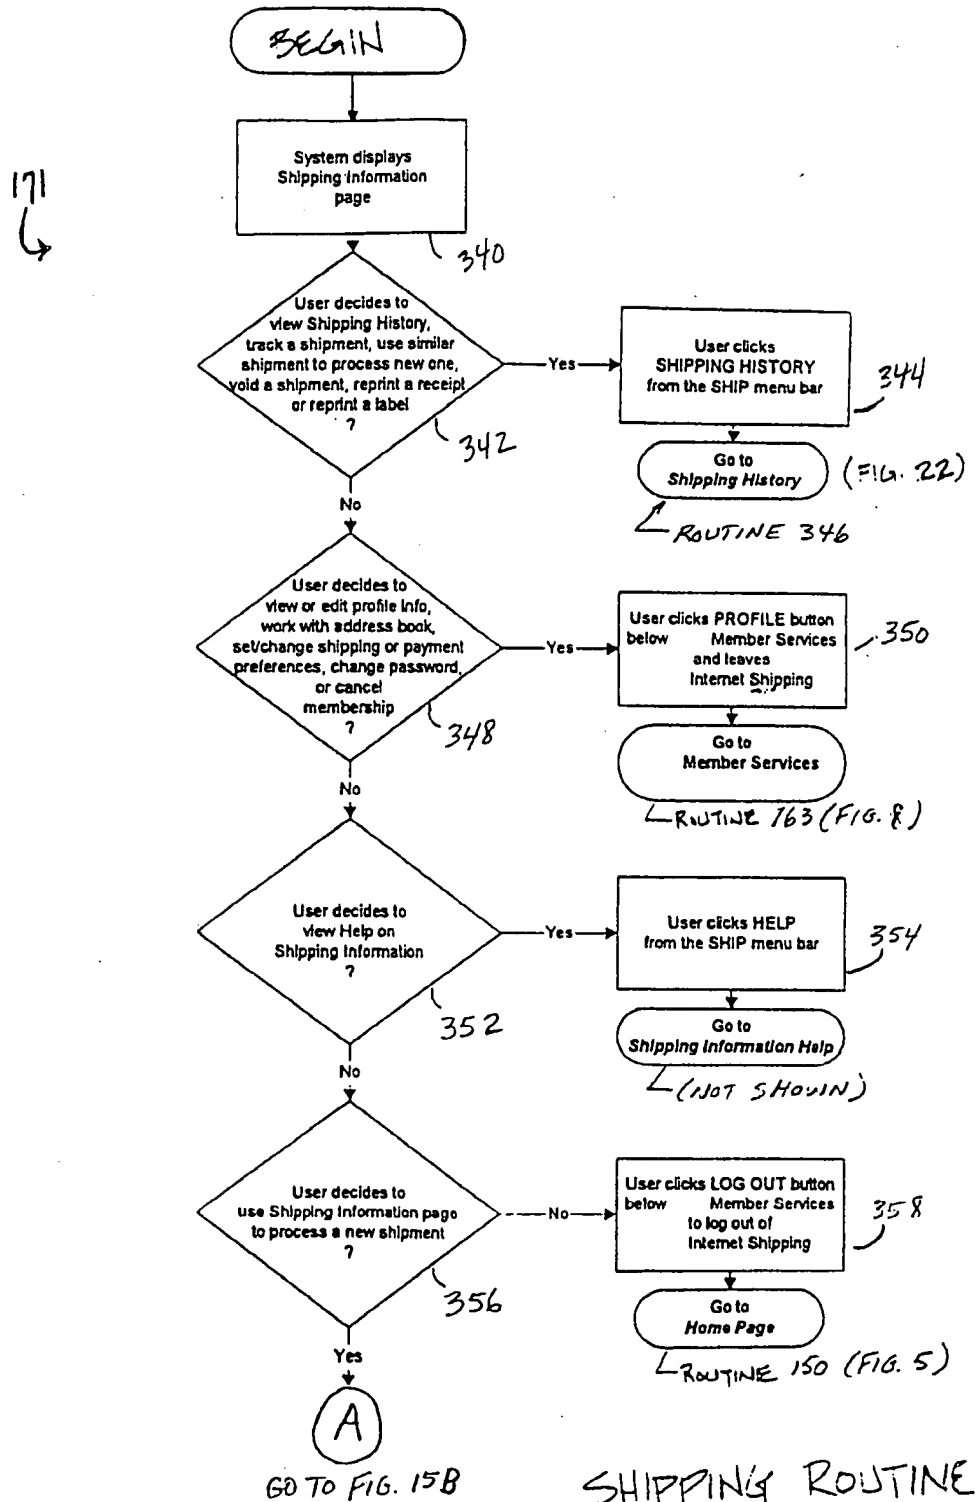 BEGIN
System displays
Shipping Information
page
171
340
User decides to
view Shipping History,
track a shipment, use similar
shipment to process new one,
void a shipment, reprint a receipt
or reprint a label
?
342
Yes
User clicks
SHIPPING HISTORY
from the SHIP menu bar
344
Go to
Shipping History
(FIG. 22)
ROUTINE 346
No
User decides to
view or edit profile info,
work with address book,
set/change shipping or payment
preferences, change password,
or cancel
membership
?
348
Yes
User clicks PROFILE button
below Member Services
and leaves
Internet Shipping
350
Go to
Member Services
ROUTINE 163 (FIG. 8)
No
User decides to
view Help on
Shipping Information
?
352
Yes
User clicks HELP
from the SHIP menu bar
354
Go to
Shipping Information Help
(NOT SHOWN)
No
User decides to
use Shipping Information page
to process a new shipment
?
356
No
User clicks LOG OUT button
below Member Services
to log out of
Internet Shipping
358
Go to
Home Page
ROUTINE 150 (FIG. 5)
Yes
A
GO TO FIG. 15B
SHIPPING ROUTINE